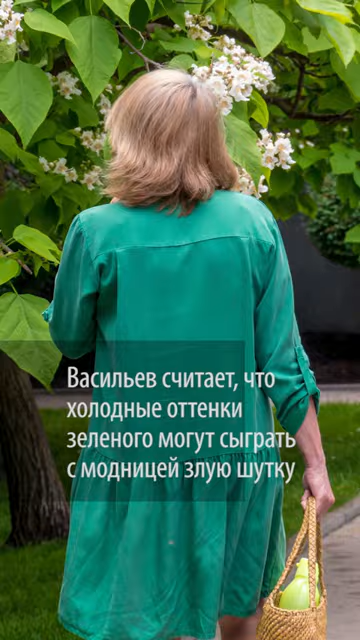 Васильев считает, что
холодные оттенки
зеленого могут сыграть
с модницей злую шутку